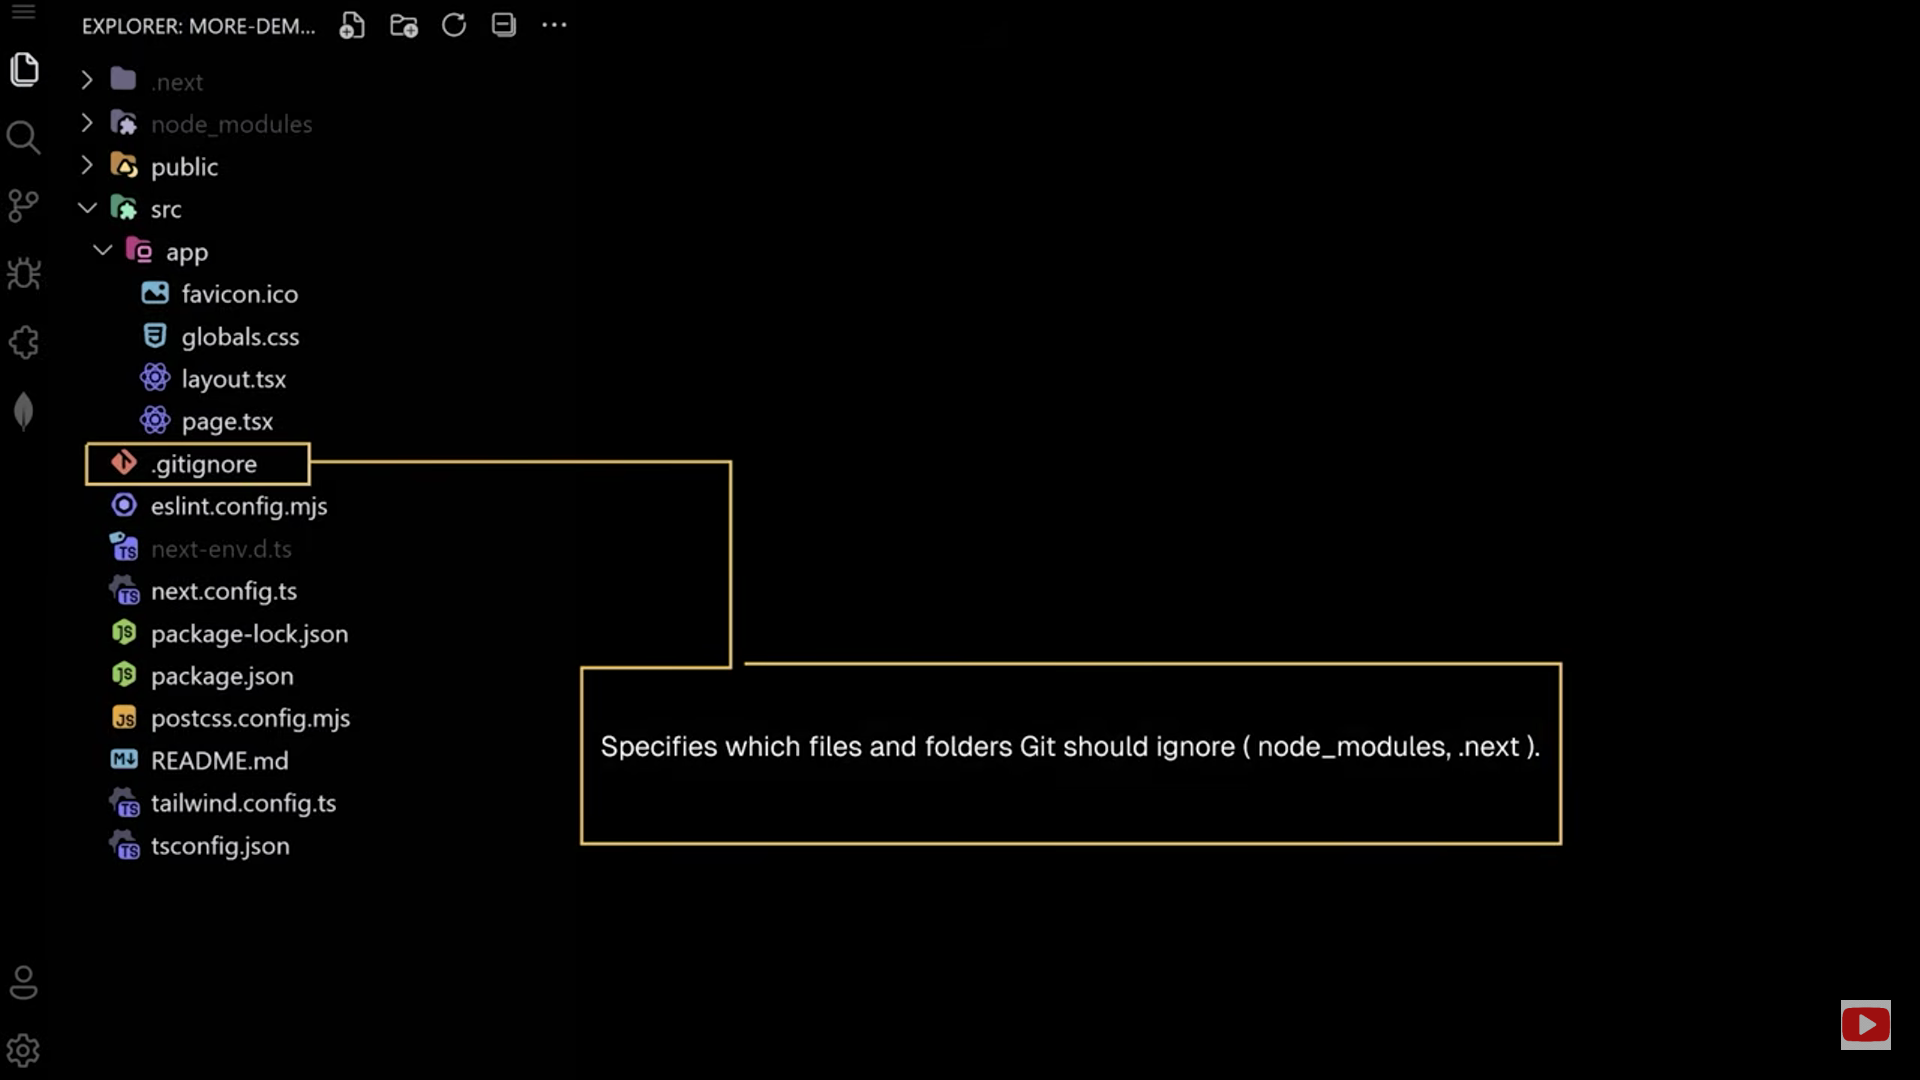 EXPLORER: MORE-DEM...
.next
node_modules
public
src
app
favicon.ico
globals.css
layout.tsx
page.tsx
.gitignore
eslint.config.mjs
next-env.d.ts
next.config.ts
package-lock.json
package.json
postcss.config.mjs
README.md
tailwind.config.ts
tsconfig.json
Specifies which files and folders Git should ignore ( node_modules, .next ).